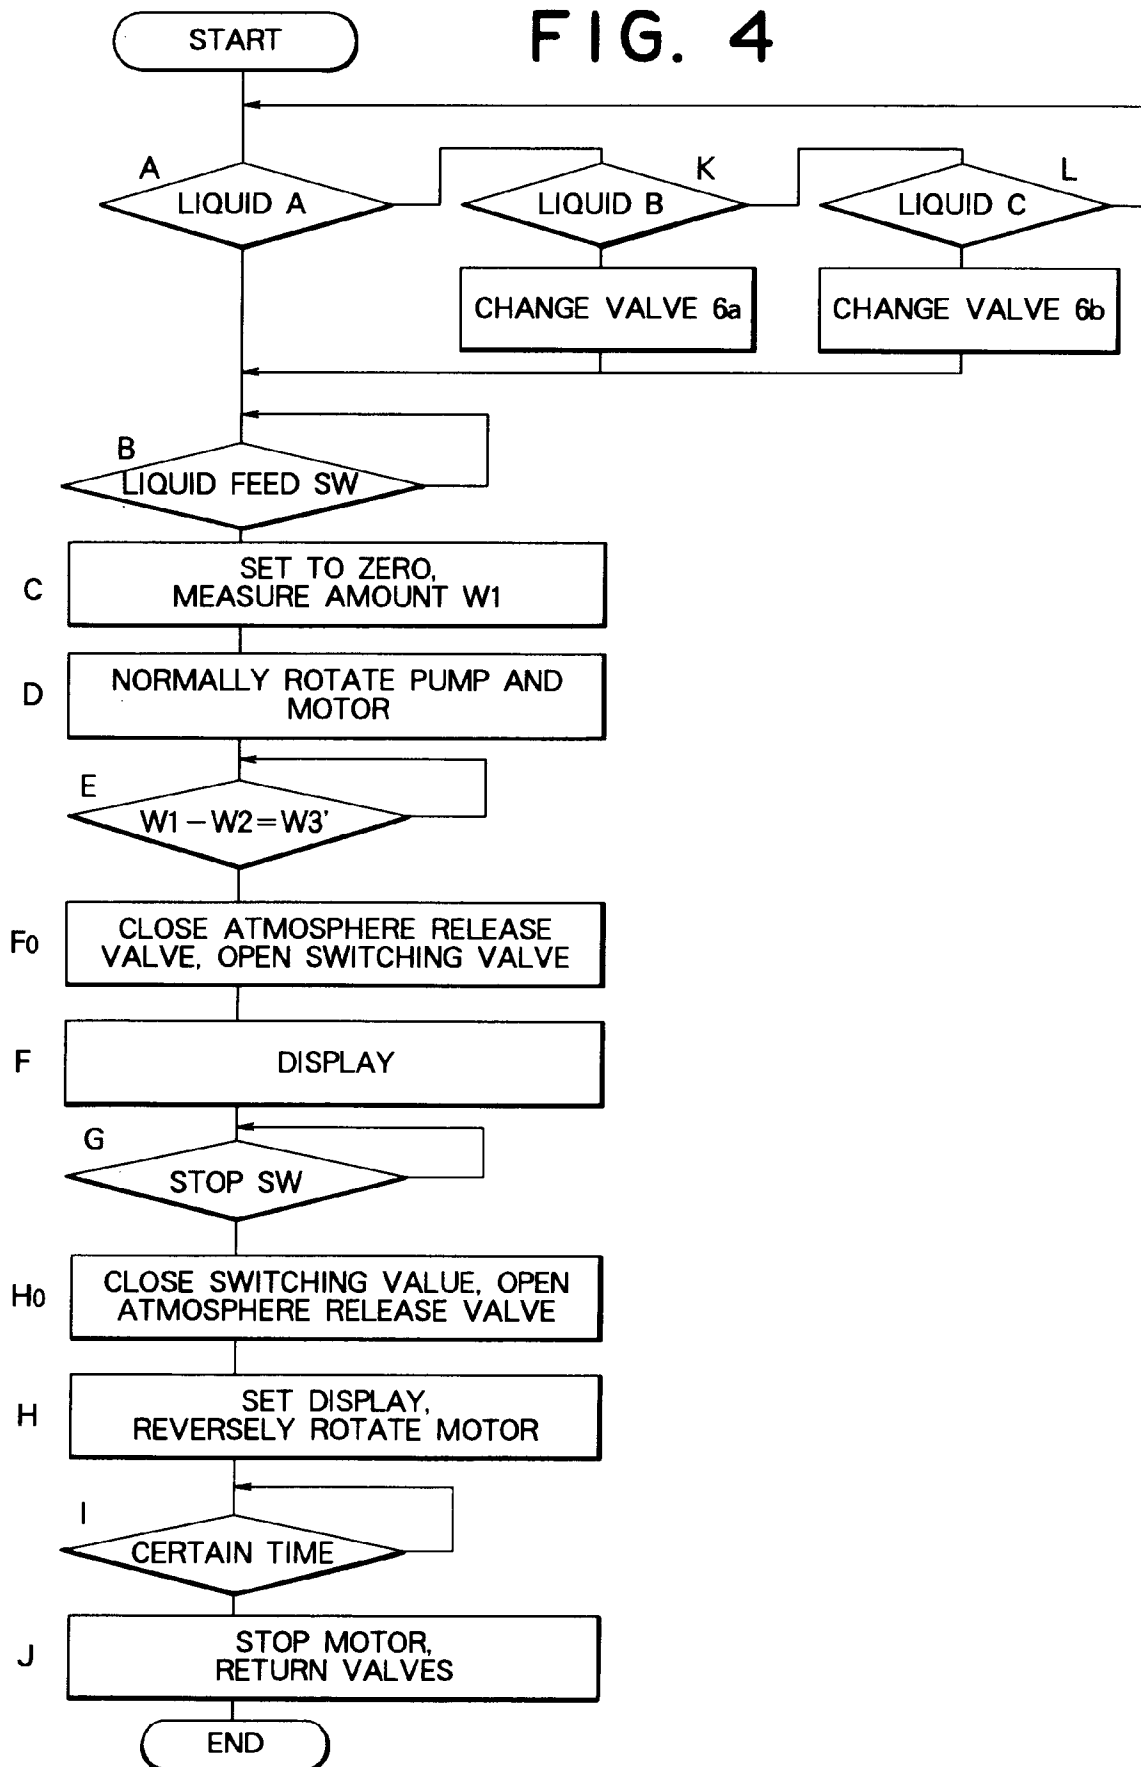 FIG. 4
START
A
LIQUID A
K
LIQUID B
L
LIQUID C
CHANGE VALVE 6a
CHANGE VALVE 6b
B
LIQUID FEED SW
C
SET TO ZERO,
MEASURE AMOUNT W1
D
NORMALLY ROTATE PUMP AND
MOTOR
E
W1-W2=W3'
F0
CLOSE ATMOSPHERE RELEASE
VALVE, OPEN SWITCHING VALVE
F
DISPLAY
G
STOP SW
H0
CLOSE SWITCHING VALUE, OPEN
ATMOSPHERE RELEASE VALVE
H
SET DISPLAY,
REVERSELY ROTATE MOTOR
I
CERTAIN TIME
J
STOP MOTOR,
RETURN VALVES
END